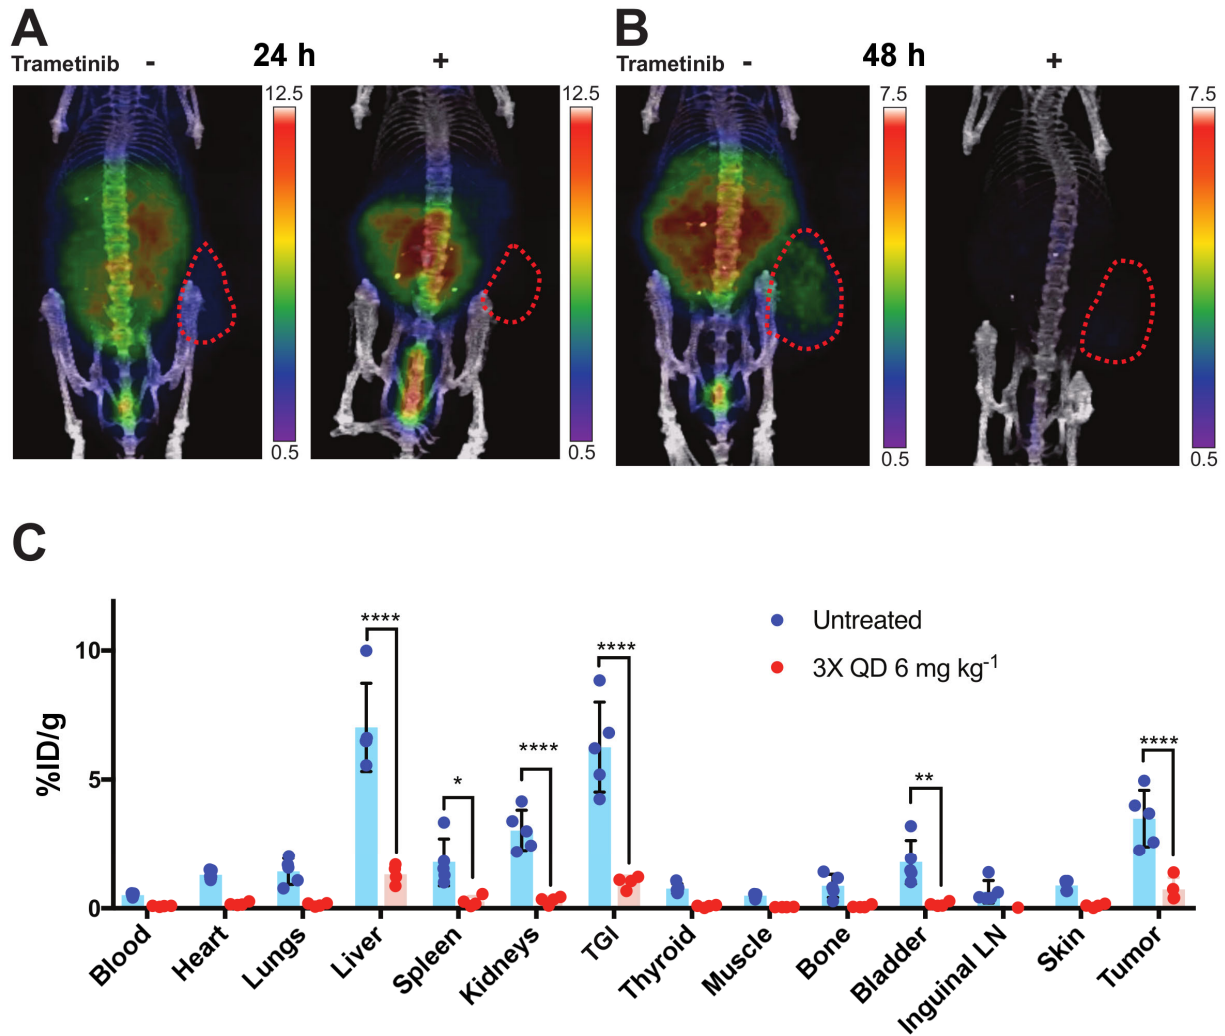 A
Trametinib - 24 h +
12.5
0.5
12.5
0.5
B
Trametinib - 48 h +
7.5
0.5
7.5
0.5
C
%ID/g
10
5
0
**** * **** **** ** ****
Untreated
3X QD 6 mg kg⁻¹
Blood Heart Lungs Liver Spleen Kidneys TGI Thyroid Muscle Bone Bladder Inguinal LN Skin Tumor